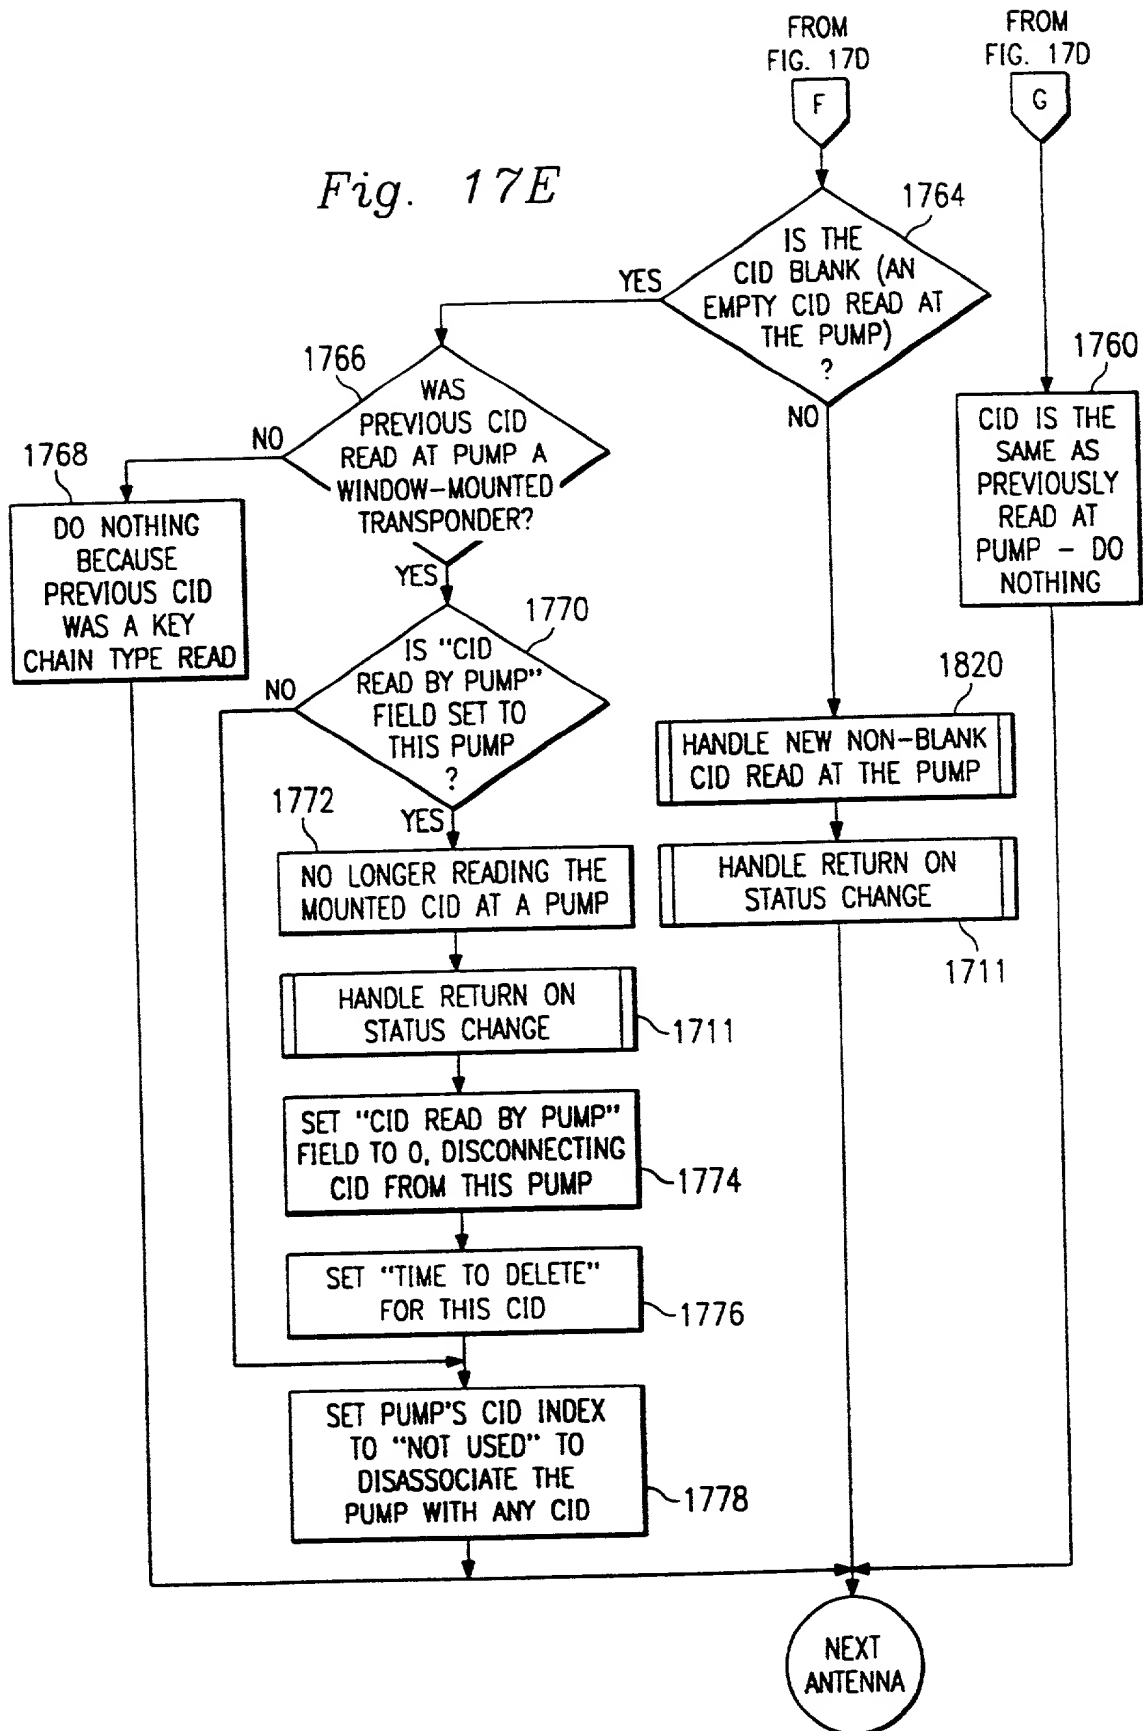 FROM
FIG. 17D
F
FROM
FIG. 17D
G
Fig. 17E
1764
IS THE
CID BLANK (AN
EMPTY CID READ AT
THE PUMP)
?
YES
NO
1760
CID IS THE
SAME AS
PREVIOUSLY
READ AT
PUMP – DO
NOTHING
1766
WAS
PREVIOUS CID
READ AT PUMP A
WINDOW–MOUNTED
TRANSPONDER?
NO
YES
1768
DO NOTHING
BECAUSE
PREVIOUS CID
WAS A KEY
CHAIN TYPE READ
1770
IS "CID
READ BY PUMP"
FIELD SET TO
THIS PUMP
?
NO
YES
1820
HANDLE NEW NON–BLANK
CID READ AT THE PUMP
HANDLE RETURN ON
STATUS CHANGE
1711
1772
NO LONGER READING THE
MOUNTED CID AT A PUMP
HANDLE RETURN ON
STATUS CHANGE
1711
SET "CID READ BY PUMP"
FIELD TO 0, DISCONNECTING
CID FROM THIS PUMP
1774
SET "TIME TO DELETE"
FOR THIS CID
1776
SET PUMP'S CID INDEX
TO "NOT USED" TO
DISASSOCIATE THE
PUMP WITH ANY CID
1778
NEXT
ANTENNA